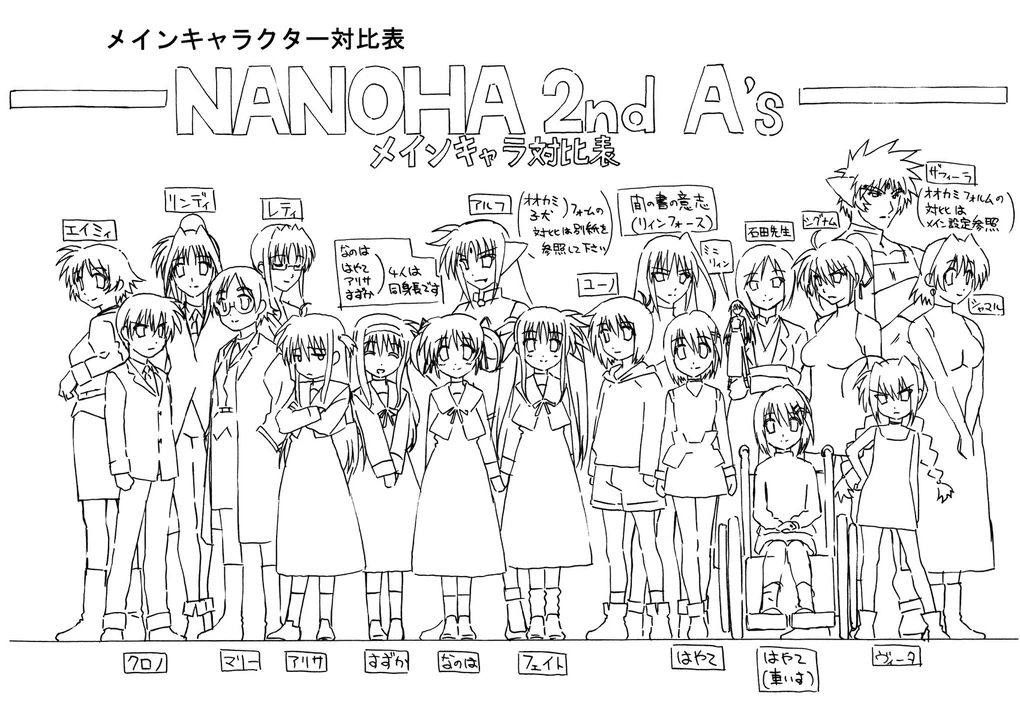 メインキャラクター対比表
NANOHA 2nd A's
メインキャラ対比表
エイミィ
リンディ
レティ
なのは
はやて
アリサ
すずか
4人は
同身長です
アルフ
(オオカミ
子犬)フォームの
対比は別紙を
参照して下さい
闇の書の意志
(リインフォース)
ユーノ
ミニ
リイン
石田先生
シグナム
ザフィーラ
(オオカミフォルムの
対比は
メイン設定参照)
シャマル
クロノ
マリー
アリサ
すずか
なのは
フェイト
はやて
はやて
(車いす)
ヴィータ